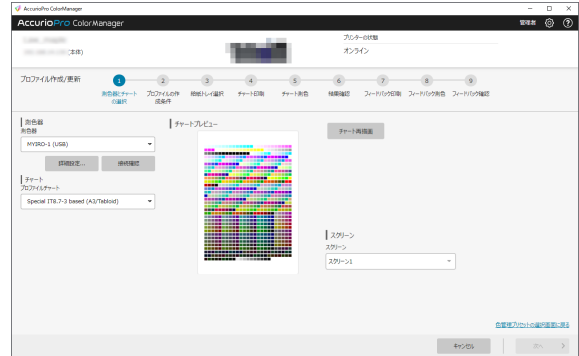 AccurioPro ColorManager
AccurioPro ColorManager
管理者
(本体)
プリンターの状態
オンライン
プロファイル作成/更新
1 2 3 4 5 6 7 8 9
測色器とチャートの選択
プロファイルの作成条件
給紙トレイ選択
チャート印刷
チャート測色
結果確認
フィードバック印刷
フィードバック測色
フィードバック確認
測色器
測色器
MYIRO-1 (USB)
詳細設定...
接続確認
チャート
プロファイルチャート
Special IT8.7-3 based (A3/Tabloid)
チャートプレビュー
チャート再描画
スクリーン
スクリーン
スクリーン1
色管理プリセットの選択画面に戻る
キャンセル
次へ